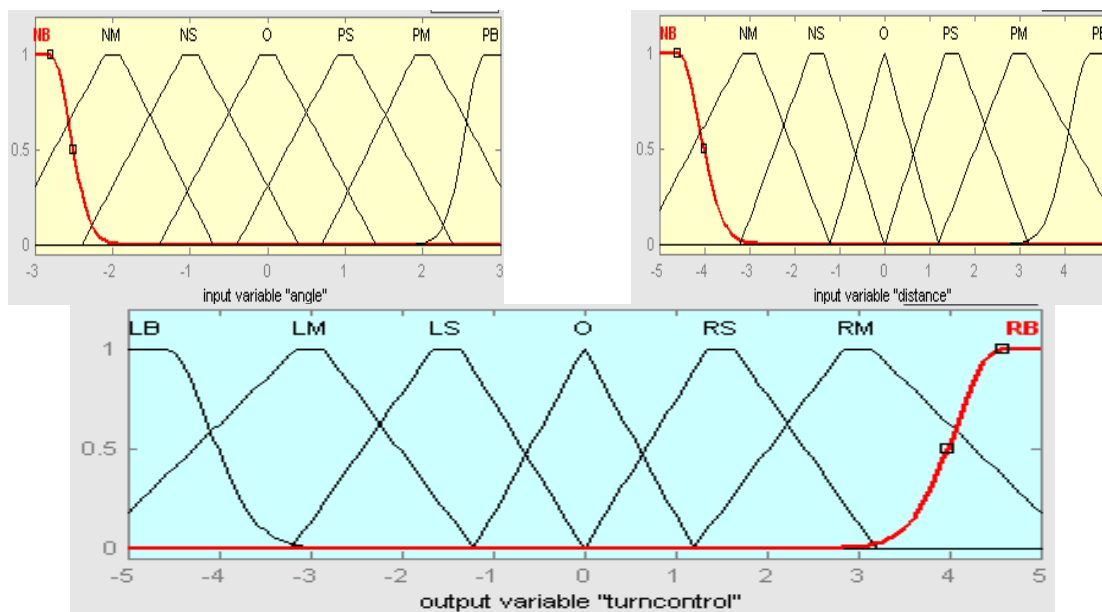 NB NM NS O PS PM PB
1
0.5
0
-3 -2 -1 0 1 2 3
input variable "angle"
NB NM NS O PS PM PB
1
0.5
0
-5 -4 -3 -2 -1 0 1 2 3 4
input variable "distance"
LB LM LS O RS RM RB
1
0.5
0
-5 -4 -3 -2 -1 0 1 2 3 4 5
output variable "turncontrol"